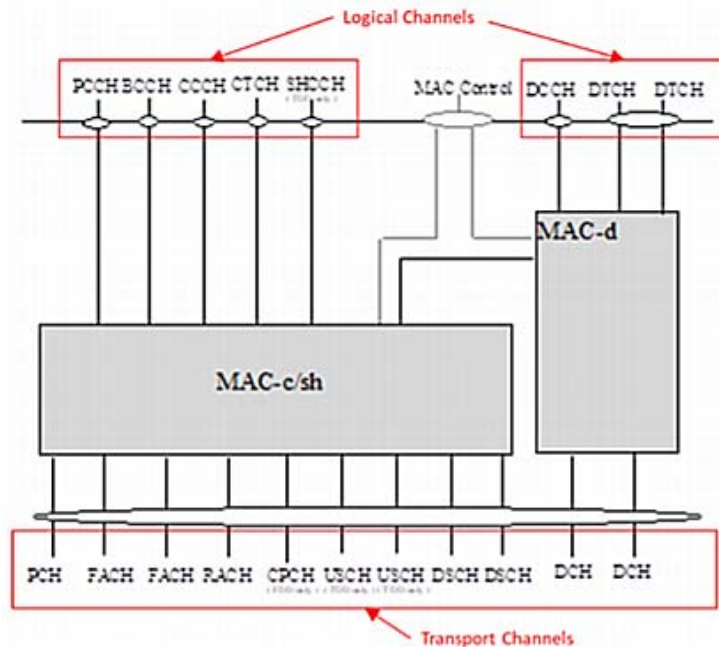 Logical Channels
PCCH BCCH CCCH CTCH SHCCH MAC Control DCCH DTCH DTCH
MAC-d
MAC-c/sh
PCH FACH FACH RACH CPCH USCH USCH DSCH DSCH DCH DCH
Transport Channels